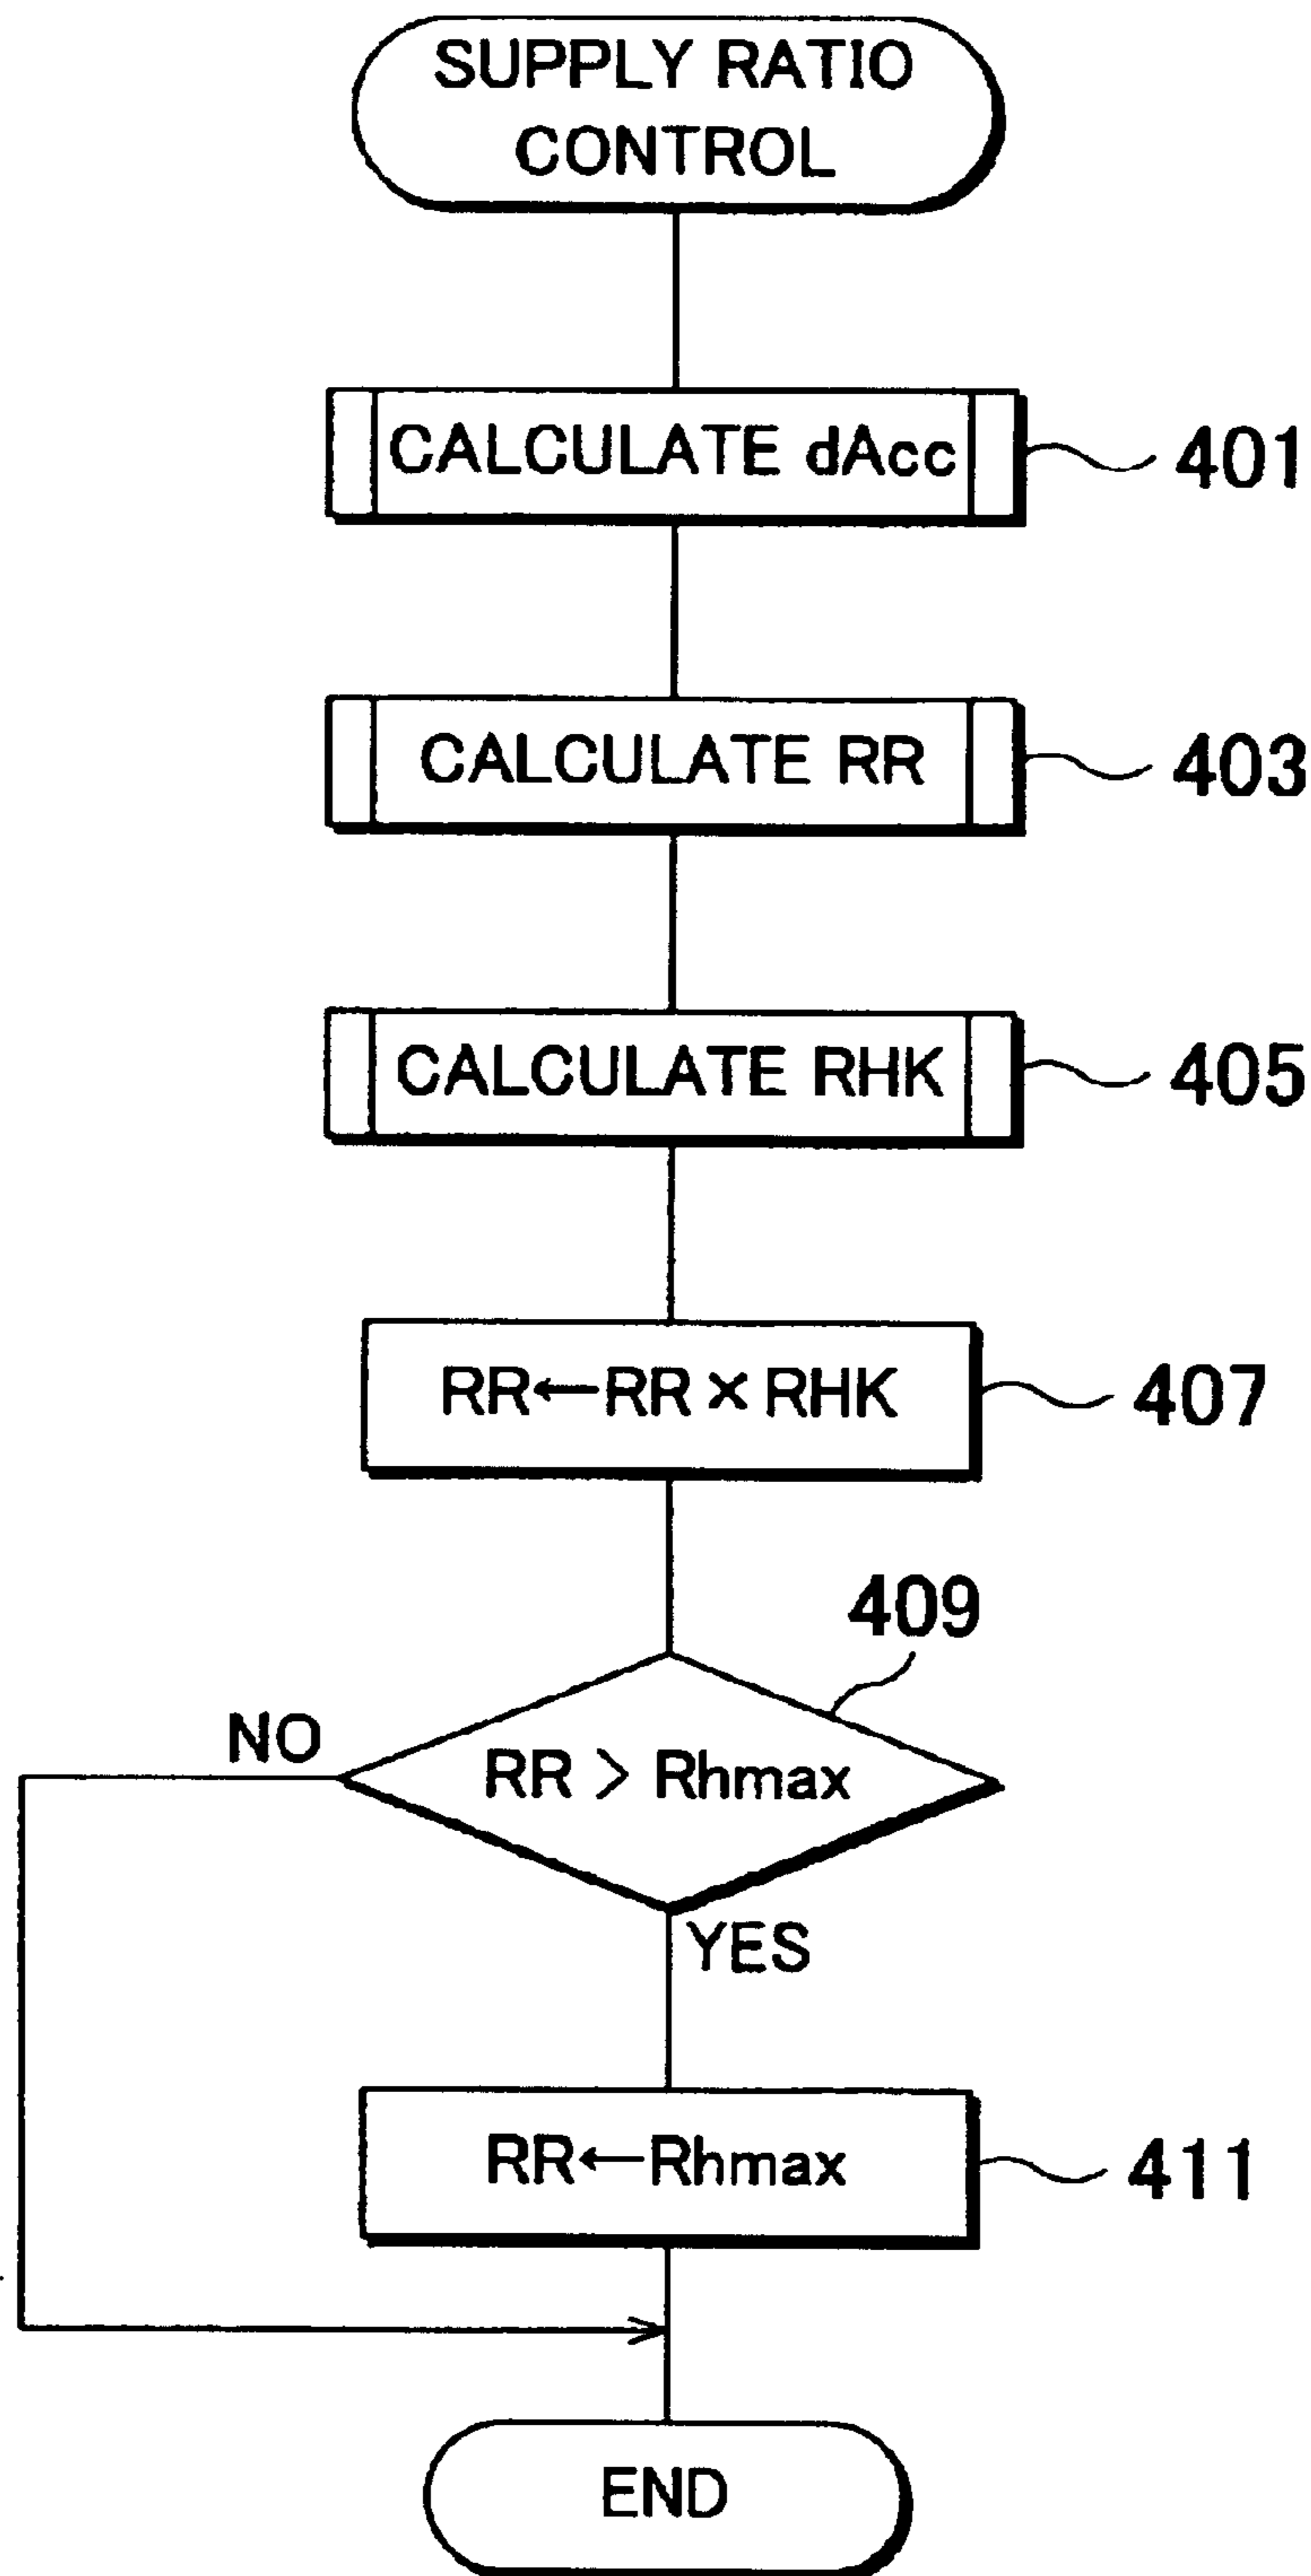 SUPPLY RATIO
CONTROL
CALCULATE dAcc
401
CALCULATE RR
403
CALCULATE RHK
405
RR←RR×RHK
407
409
NO
RR > Rhmax
YES
RR←Rhmax
411
END